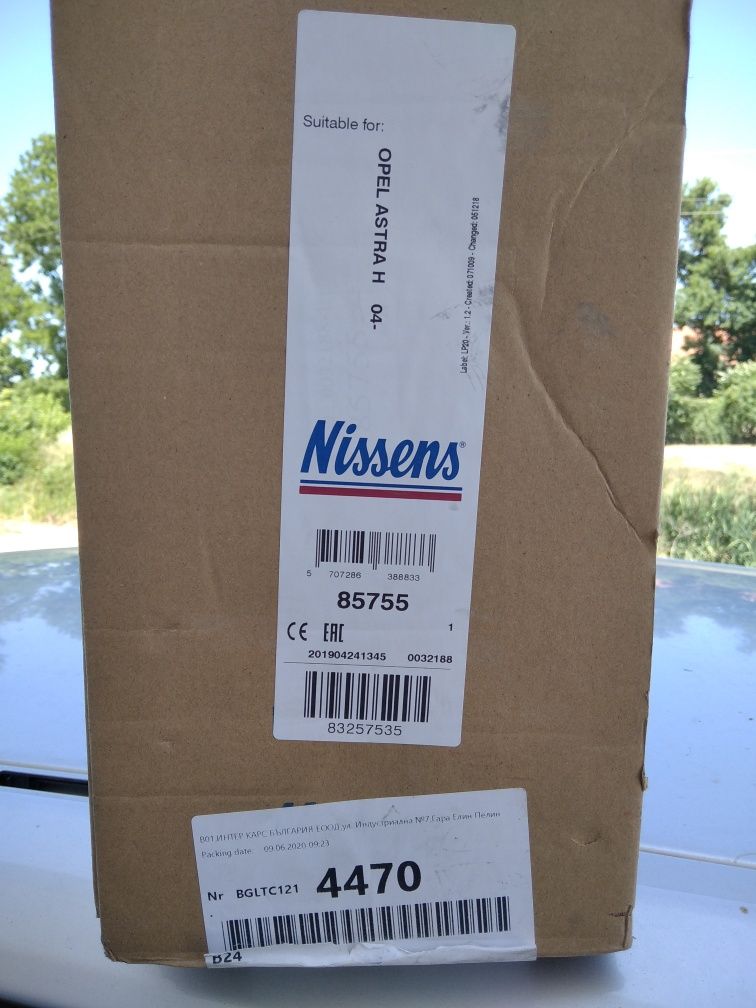 Suitable for:
OPEL ASTRA H 04-
Label: LP20 - Ver.: 1.2 - Created: 071009 - Changed: 051218
Nissens®
5 707286 388833
85755
CE EAC 1
201904241345 0032188
83257535
B01 ИНТЕР КАРС БЪЛГАРИЯ ЕООД,ул. Индустриална №7,Гара Елин Пелин
Packing date: 09.06.2020 09:23
Nr BGLTC121 4470
B24